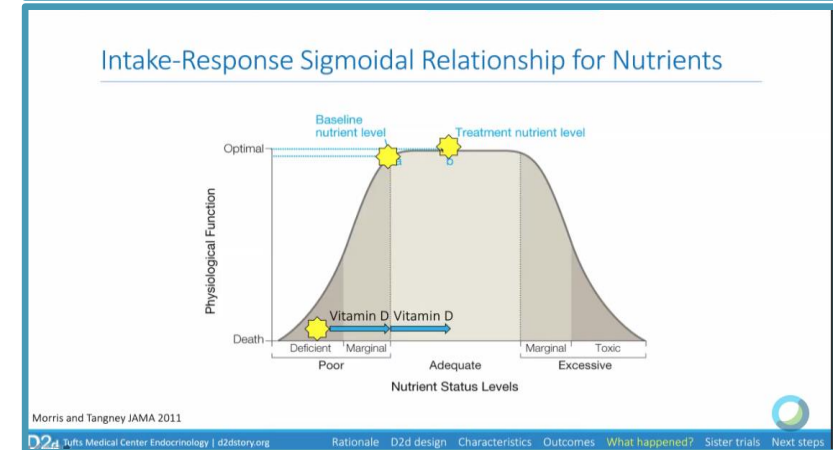 Intake-Response Sigmoidal Relationship for Nutrients
Baseline
nutrient level
Treatment nutrient level
Optimal
a
b
Physiological Function
Vitamin D Vitamin D
Death
Deficient Marginal Marginal Toxic
Poor Adequate Excessive
Nutrient Status Levels
Morris and Tangney JAMA 2011
D2d Tufts Medical Center Endocrinology | d2dstory.org Rationale D2d design Characteristics Outcomes What happened? Sister trials Next steps